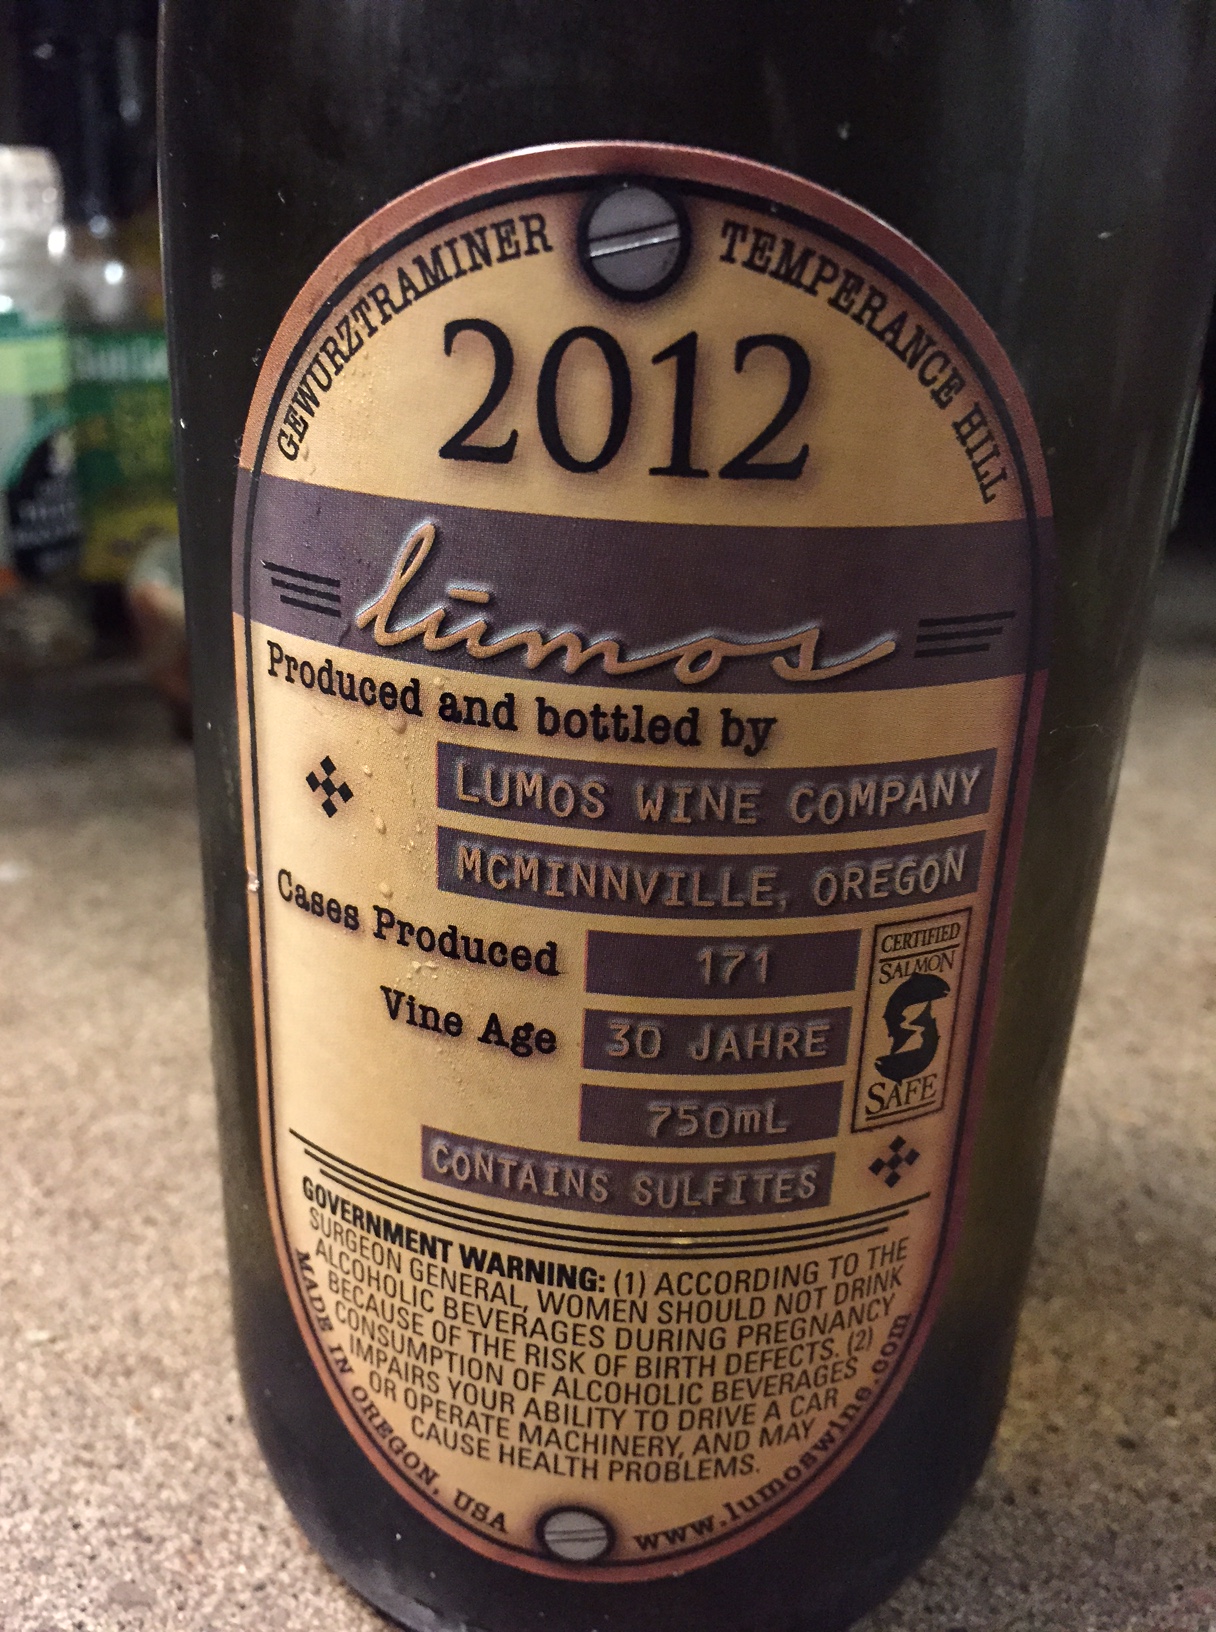 GEWURZTRAMINER
TEMPERANCE HILL
2012
lūmos
Produced and bottled by
LUMOS WINE COMPANY
MCMINNVILLE, OREGON
Cases Produced 171
Vine Age 30 JAHRE
750mL
CONTAINS SULFITES
CERTIFIED
SALMON
SAFE
GOVERNMENT WARNING: (1) ACCORDING TO THE
SURGEON GENERAL, WOMEN SHOULD NOT DRINK
ALCOHOLIC BEVERAGES DURING PREGNANCY
BECAUSE OF THE RISK OF BIRTH DEFECTS. (2)
CONSUMPTION OF ALCOHOLIC BEVERAGES
IMPAIRS YOUR ABILITY TO DRIVE A CAR
OR OPERATE MACHINERY, AND MAY
CAUSE HEALTH PROBLEMS.
MADE IN OREGON, USA
www.lumoswine.com